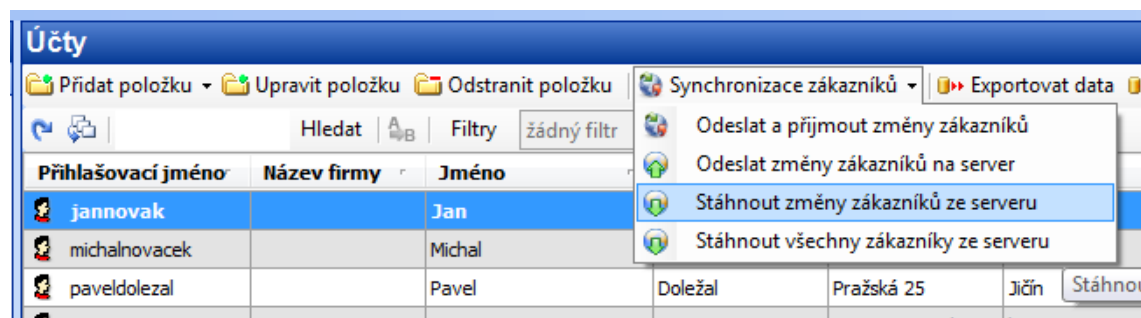 Účty
Přidat položku Upravit položku Odstranit položku Synchronizace zákazníků Exportovat data
Hledat Filtry žádný filtr
Odeslat a přijmout změny zákazníků
Odeslat změny zákazníků na server
Stáhnout změny zákazníků ze serveru
Stáhnout všechny zákazníky ze serveru
Přihlašovací jméno Název firmy Jméno
jannovak Jan
michalnovacek Michal
paveldolezal Pavel Doležal Pražská 25 Jičín